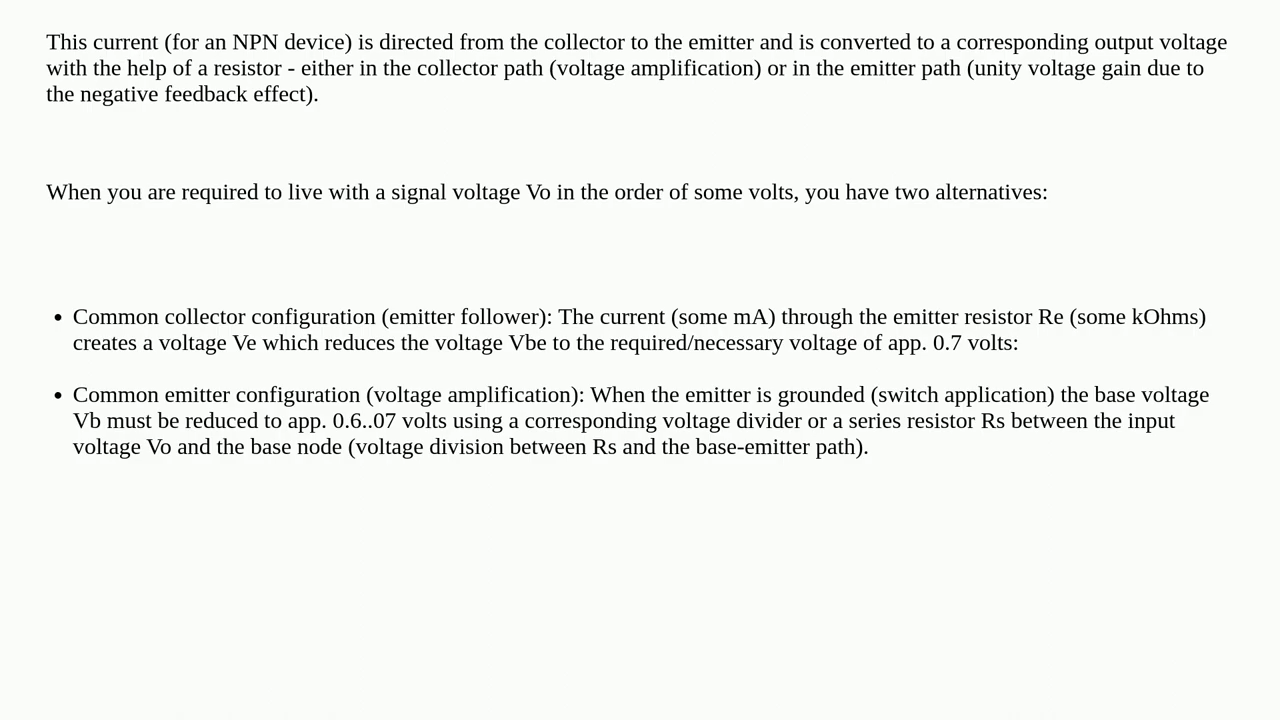 This current (for an NPN device) is directed from the collector to the emitter and is converted to a corresponding output voltage
with the help of a resistor - either in the collector path (voltage amplification) or in the emitter path (unity voltage gain due to
the negative feedback effect).
When you are required to live with a signal voltage Vo in the order of some volts, you have two alternatives:
• Common collector configuration (emitter follower): The current (some mA) through the emitter resistor Re (some kOhms)
creates a voltage Ve which reduces the voltage Vbe to the required/necessary voltage of app. 0.7 volts:
• Common emitter configuration (voltage amplification): When the emitter is grounded (switch application) the base voltage
Vb must be reduced to app. 0.6..07 volts using a corresponding voltage divider or a series resistor Rs between the input
voltage Vo and the base node (voltage division between Rs and the base-emitter path).